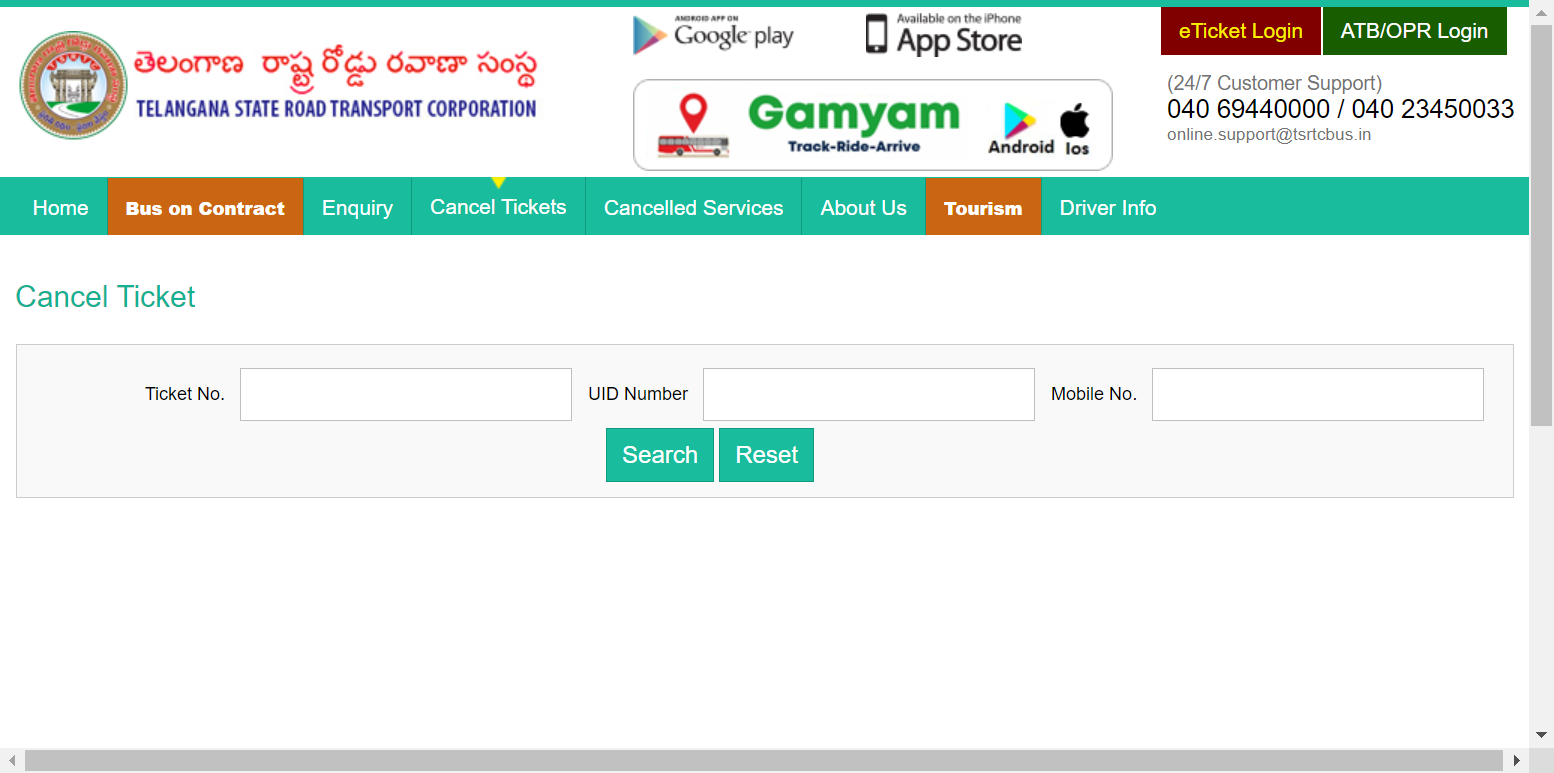 తెలంగాణ రాష్ట్ర రోడ్డు రవాణా సంస్థ
TELANGANA STATE ROAD TRANSPORT CORPORATION
ANDROID APP ON
Google play
Available on the iPhone
App Store
Gamyam
Track-Ride-Arrive
Android
Ios
eTicket Login
ATB/OPR Login
(24/7 Customer Support)
040 69440000 / 040 23450033
online.support@tsrtcbus.in
Home Bus on Contract Enquiry Cancel Tickets Cancelled Services About Us Tourism Driver Info
Cancel Ticket
Ticket No. UID Number Mobile No.
Search Reset